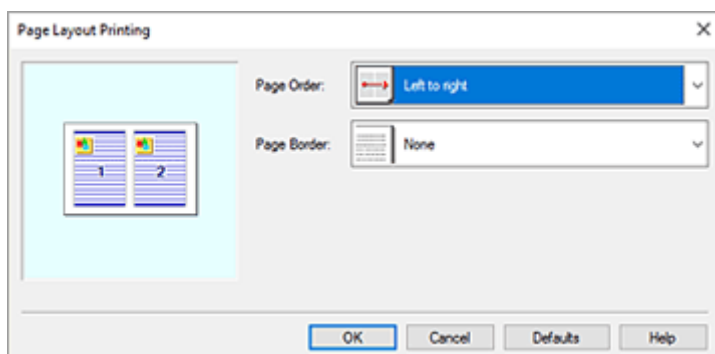 Page Layout Printing
Page Order: Left to right
1 2
Page Border: None
OK Cancel Defaults Help